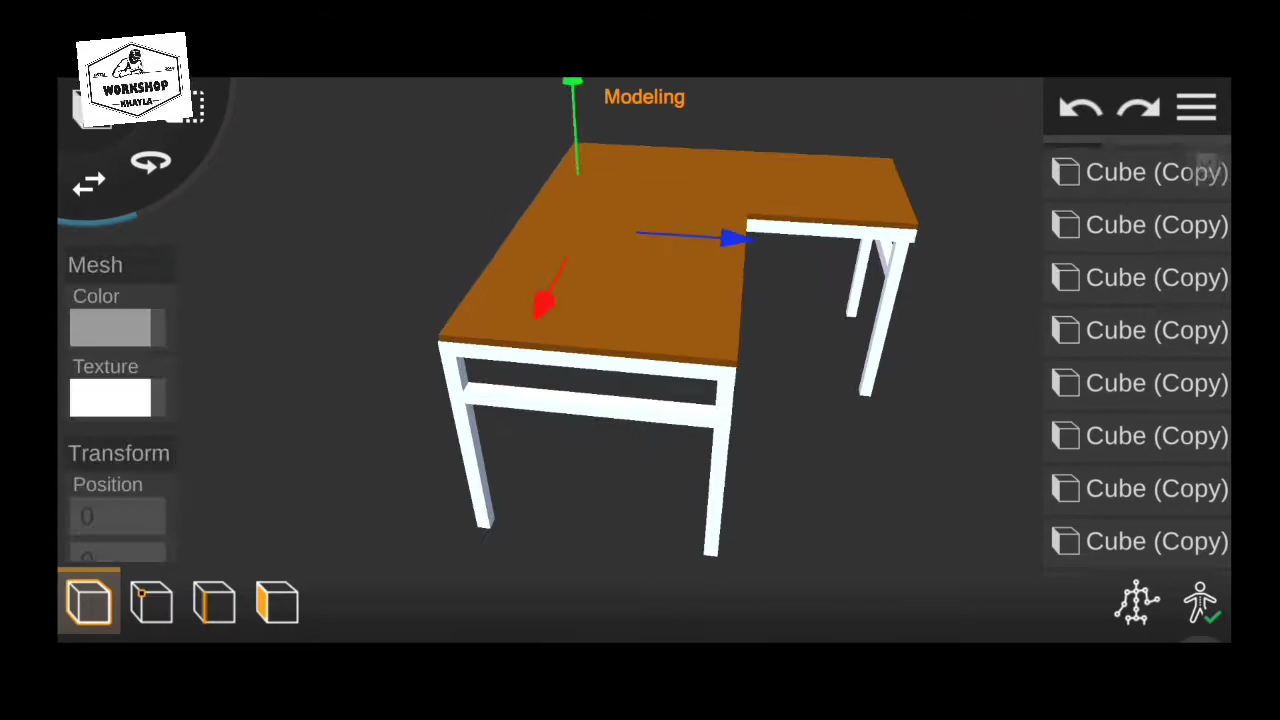 WORKSHOP
KHAYLA
Modeling
Mesh
Color
Texture
Transform
Position
0
Cube (Copy)
Cube (Copy)
Cube (Copy)
Cube (Copy)
Cube (Copy)
Cube (Copy)
Cube (Copy)
Cube (Copy)